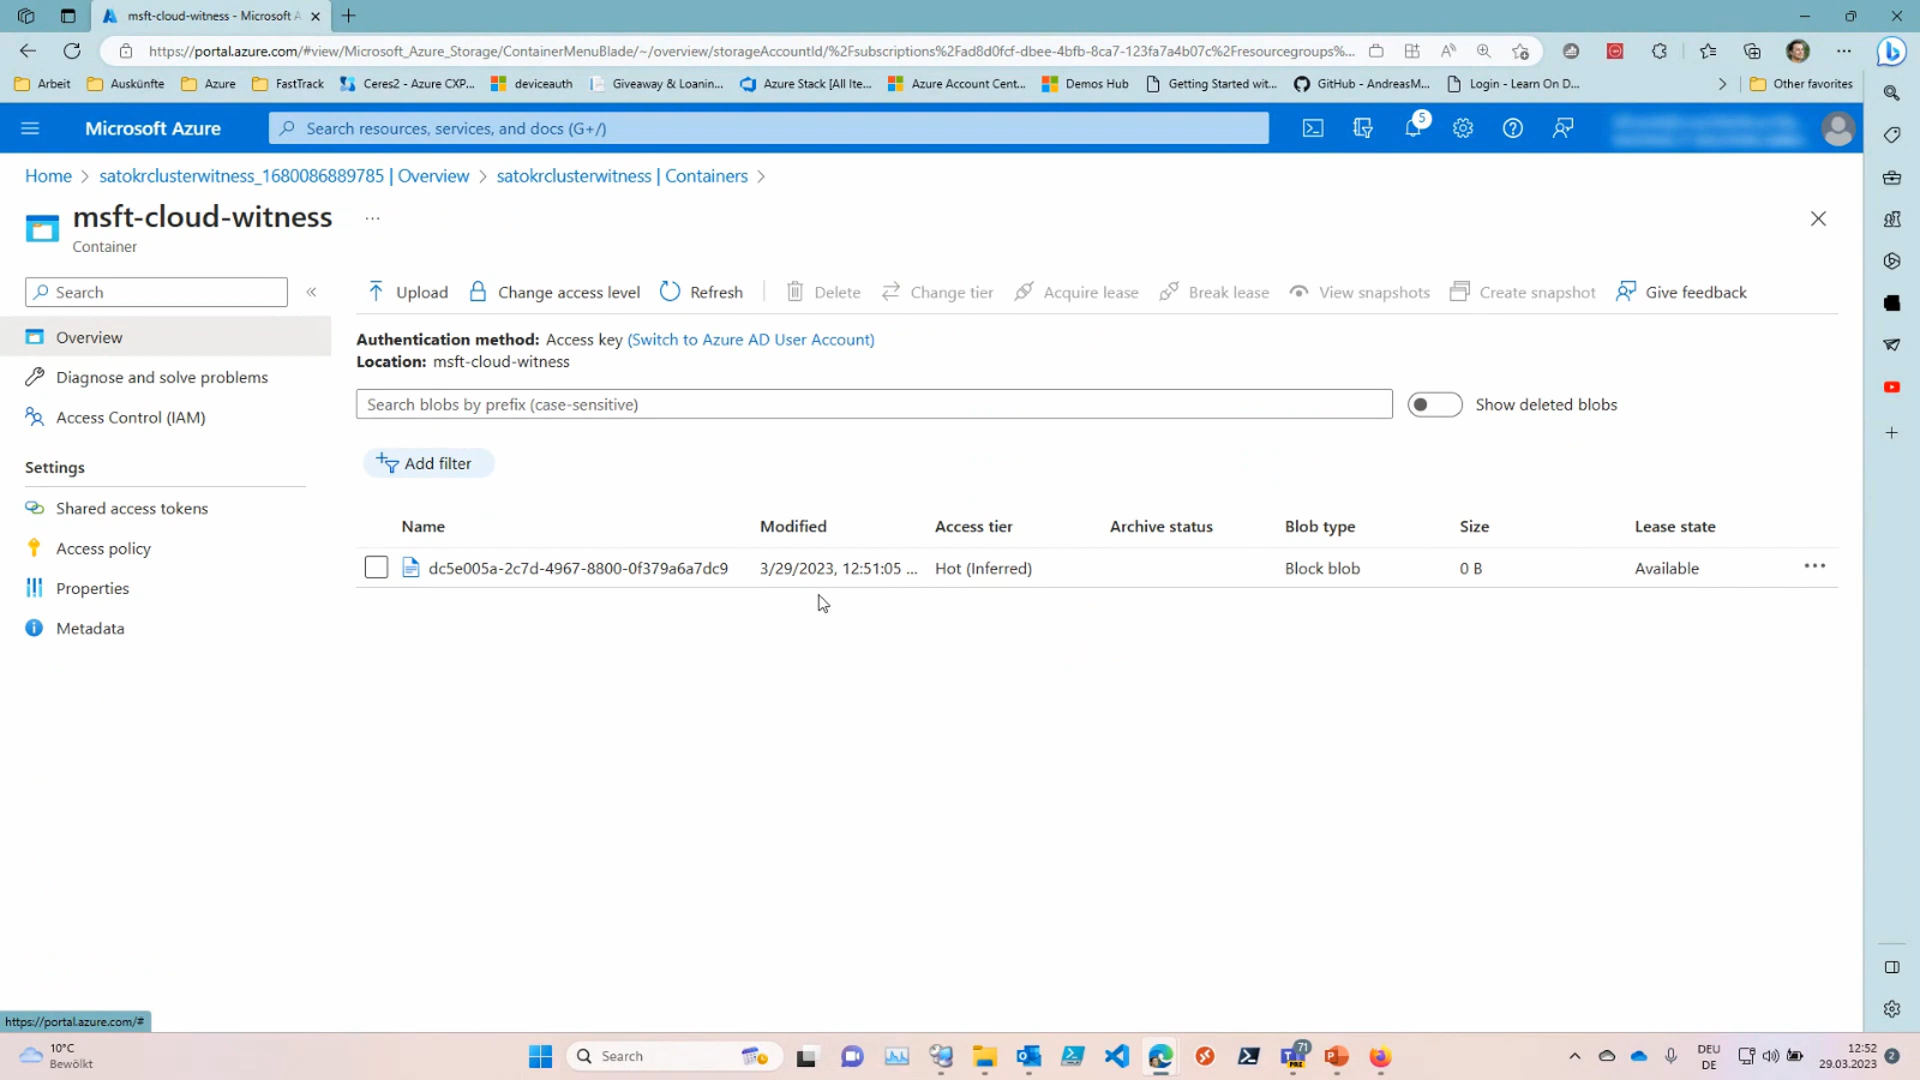 msft-cloud-witness - Microsoft A
https://portal.azure.com/#view/Microsoft_Azure_Storage/ContainerMenuBlade/~/overview/storageAccountId/%2Fsubscriptions%2Fad8d0fcf-dbee-4bfb-8ca7-123fa7a4b07c%2Fresourcegroups%...
Arbeit Auskünfte Azure FastTrack Ceres2 - Azure CXP... deviceauth Giveaway & Loanin... Azure Stack [All Ite... Azure Account Cent... Demos Hub Getting Started wit... GitHub - AndreasM... Login - Learn On D... Other favorites
Microsoft Azure
Search resources, services, and docs (G+/)
5
Home > satokrclusterwitness_1680086889785 | Overview > satokrclusterwitness | Containers >
msft-cloud-witness ...
Container
Search «
Upload Change access level Refresh Delete Change tier Acquire lease Break lease View snapshots Create snapshot Give feedback
Overview
Diagnose and solve problems
Access Control (IAM)
Settings
Shared access tokens
Access policy
Properties
Metadata
Authentication method: Access key (Switch to Azure AD User Account)
Location: msft-cloud-witness
Search blobs by prefix (case-sensitive)
Show deleted blobs
Add filter
Name Modified Access tier Archive status Blob type Size Lease state
dc5e005a-2c7d-4967-8800-0f379a6a7dc9 3/29/2023, 12:51:05 ... Hot (Inferred) Block blob 0 B Available ...
https://portal.azure.com/#
10°C
Bewölkt
Search
71
PRE
DEU
DE
12:52
29.03.2023
2